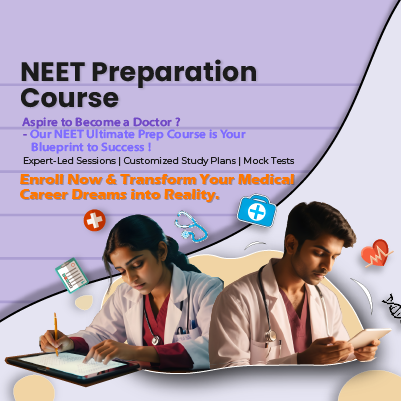 NEET Preparation
Course
Aspire to Become a Doctor ?
- Our NEET Ultimate Prep Course is Your
Blueprint to Success !
Expert-Led Sessions | Customized Study Plans | Mock Tests
Enroll Now & Transform Your Medical
Career Dreams into Reality.